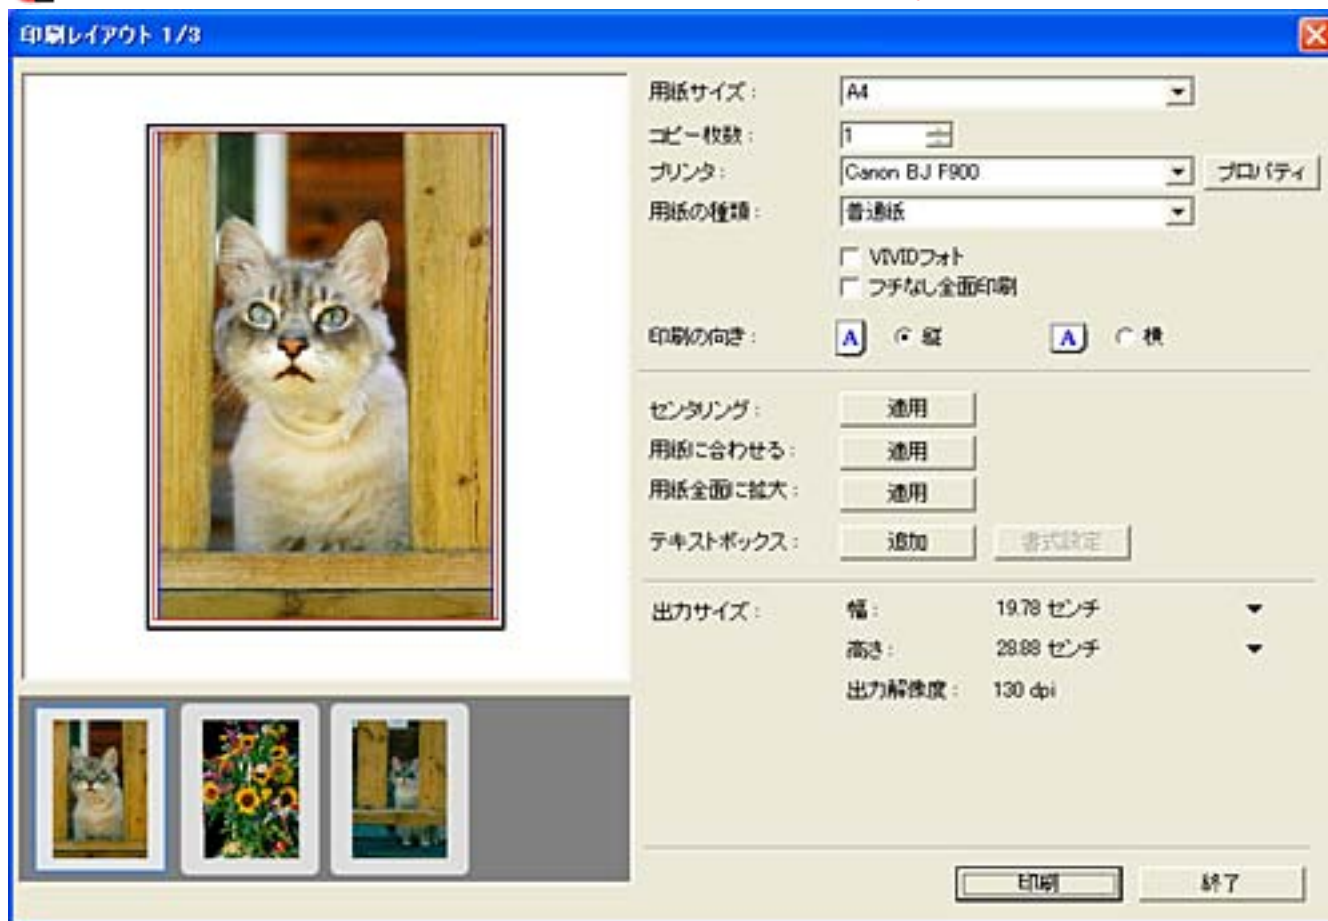 印刷レイアウト 1/3
用紙サイズ： A4
コピー枚数： 1
プリンタ： Canon BJ F900 プロパティ
用紙の種類： 普通紙
VIVIDフォト
フチなし全面印刷
印刷の向き： A 縦 A 横
センタリング： 適用
用紙に合わせる： 適用
用紙全面に拡大： 適用
テキストボックス： 追加 書式設定
出力サイズ： 幅： 19.78 センチ
高さ： 28.88 センチ
出力解像度： 130 dpi
印刷 終了